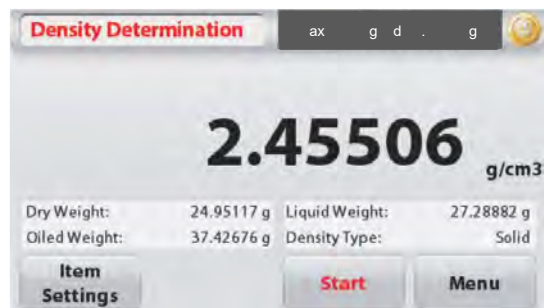 Density Determination
2.45506
g/cm3
Dry Weight: 24.95117 g Liquid Weight: 27.28882 g
Oiled Weight: 37.42676 g Density Type: Solid
Item
Settings
Start Menu